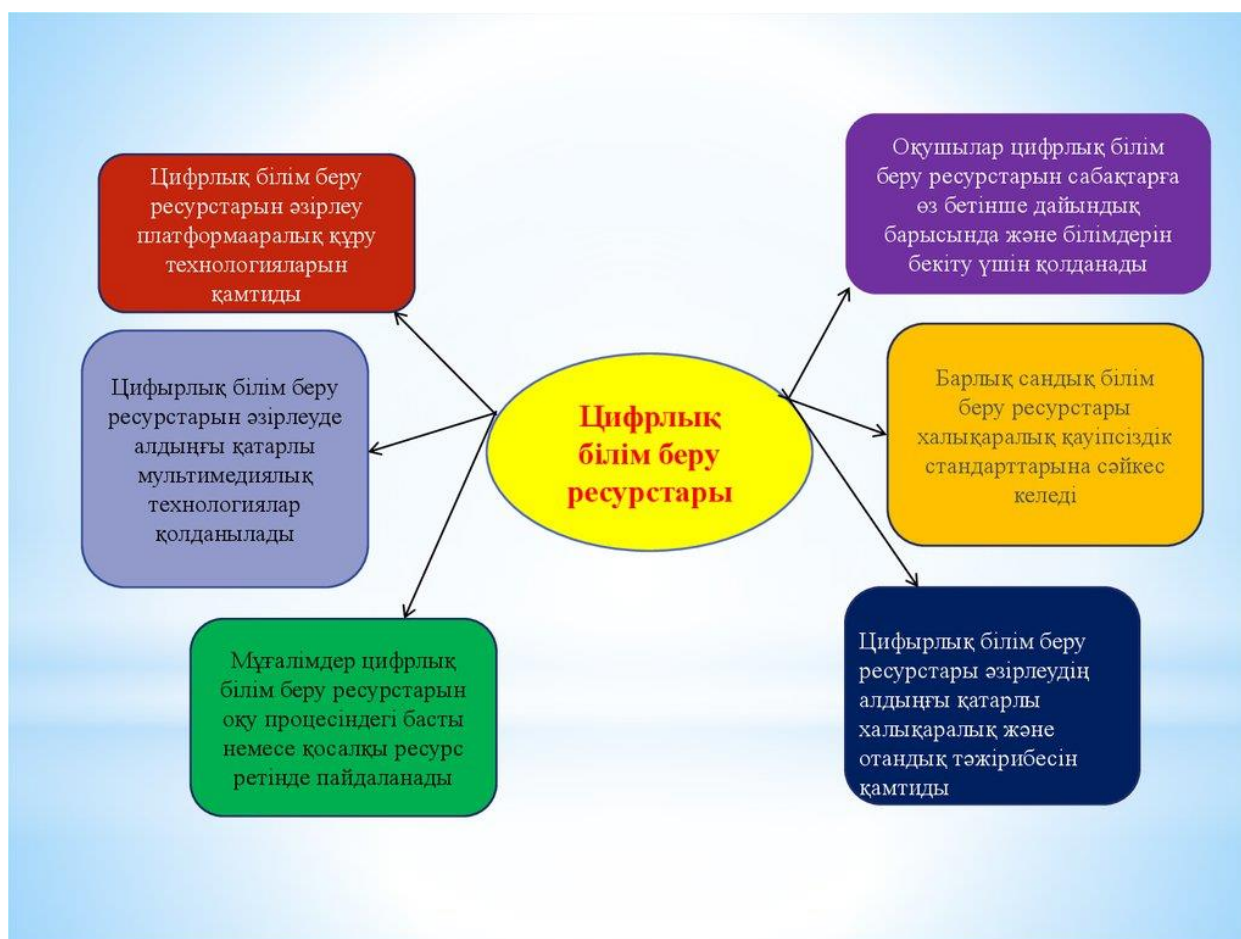 Цифрлық білім беру
ресурстарын әзірлеу
платформааралық құру
технологияларын
қамтиды
Цифырлық білім беру
ресурстарын әзірлеуде
алдыңғы қатарлы
мультимедиялық
технологиялар
қолданылады
Мұғалімдер цифрлық
білім беру ресурстарын
оқу процесіндегі басты
немесе қосалқы ресурс
ретінде пайдаланады
Цифрлық
білім беру
ресурстары
Оқушылар цифрлық білім
беру ресурстарын сабақтарға
өз бетінше дайындық
барысында және білімдерін
бекіту үшін қолданады
Барлық сандық білім
беру ресурстары
халықаралық қауіпсіздік
стандарттарына сәйкес
келеді
Цифырлық білім беру
ресурстары әзірлеудің
алдыңғы қатарлы
халықаралық және
отандық тәжірибесін
қамтиды